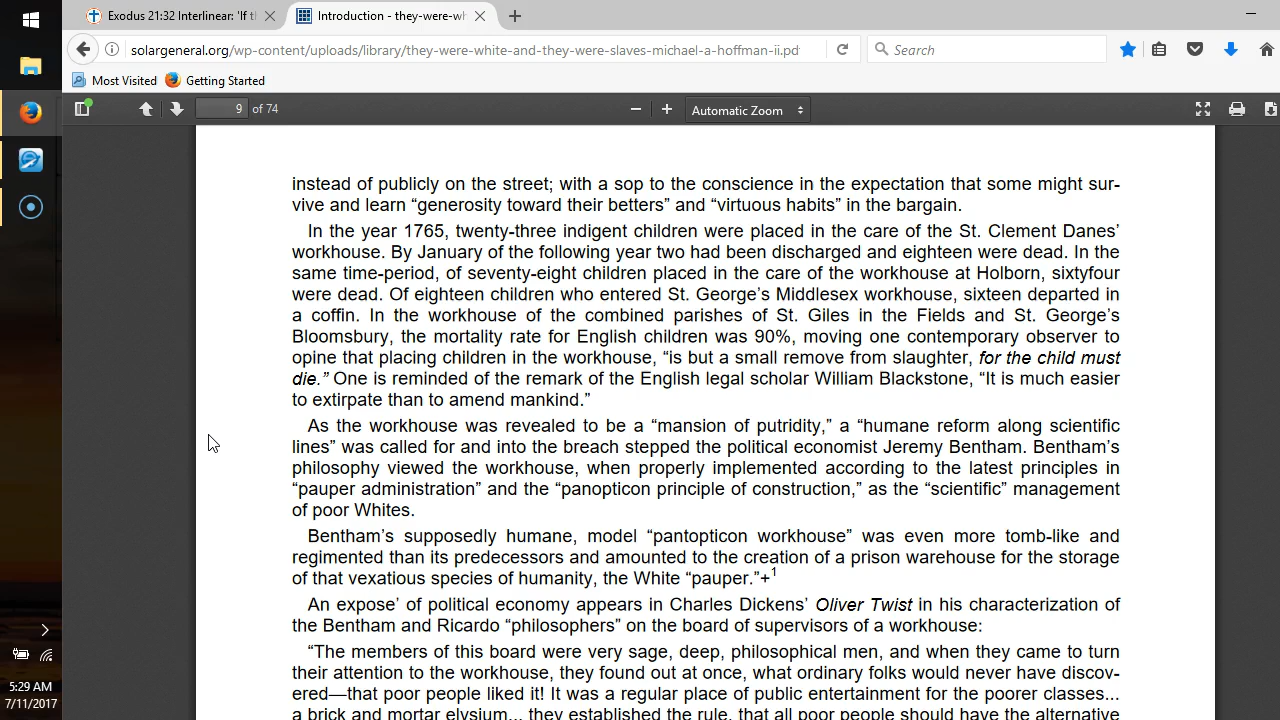 Exodus 21:32 Interlinear: 'If th
Introduction - they-were-wh
solargeneral.org/wp-content/uploads/library/they-were-white-and-they-were-slaves-michael-a-hoffman-ii.pd
Search
Most Visited
Getting Started
9 of 74
Automatic Zoom
instead of publicly on the street; with a sop to the conscience in the expectation that some might sur-
vive and learn “generosity toward their betters” and “virtuous habits” in the bargain.
In the year 1765, twenty-three indigent children were placed in the care of the St. Clement Danes’
workhouse. By January of the following year two had been discharged and eighteen were dead. In the
same time-period, of seventy-eight children placed in the care of the workhouse at Holborn, sixtyfour
were dead. Of eighteen children who entered St. George’s Middlesex workhouse, sixteen departed in
a coffin. In the workhouse of the combined parishes of St. Giles in the Fields and St. George’s
Bloomsbury, the mortality rate for English children was 90%, moving one contemporary observer to
opine that placing children in the workhouse, “is but a small remove from slaughter, for the child must
die.” One is reminded of the remark of the English legal scholar William Blackstone, “It is much easier
to extirpate than to amend mankind.”
As the workhouse was revealed to be a “mansion of putridity,” a “humane reform along scientific
lines” was called for and into the breach stepped the political economist Jeremy Bentham. Bentham’s
philosophy viewed the workhouse, when properly implemented according to the latest principles in
“pauper administration” and the “panopticon principle of construction,” as the “scientific” management
of poor Whites.
Bentham’s supposedly humane, model “pantopticon workhouse” was even more tomb-like and
regimented than its predecessors and amounted to the creation of a prison warehouse for the storage
of that vexatious species of humanity, the White “pauper.”+1
An expose’ of political economy appears in Charles Dickens’ Oliver Twist in his characterization of
the Bentham and Ricardo “philosophers” on the board of supervisors of a workhouse:
“The members of this board were very sage, deep, philosophical men, and when they came to turn
their attention to the workhouse, they found out at once, what ordinary folks would never have discov-
ered—that poor people liked it! It was a regular place of public entertainment for the poorer classes...
a brick and mortar elysium... they established the rule, that all poor people should have the alternative
5:29 AM
7/11/2017